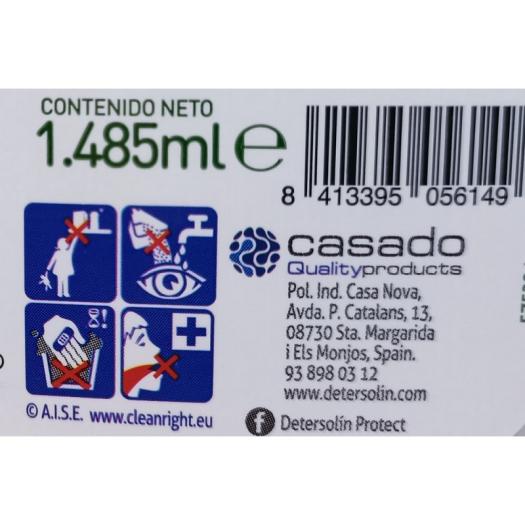 CONTENIDO NETO
1.485ml e
8 413395 056149
casado
Qualityproducts
Pol. Ind. Casa Nova,
Avda. P. Catalans, 13,
08730 Sta. Margarida
i Els Monjos, Spain.
93 898 03 12
www.detersolin.com
© A.I.S.E. www.cleanright.eu
f Detersolín Protect